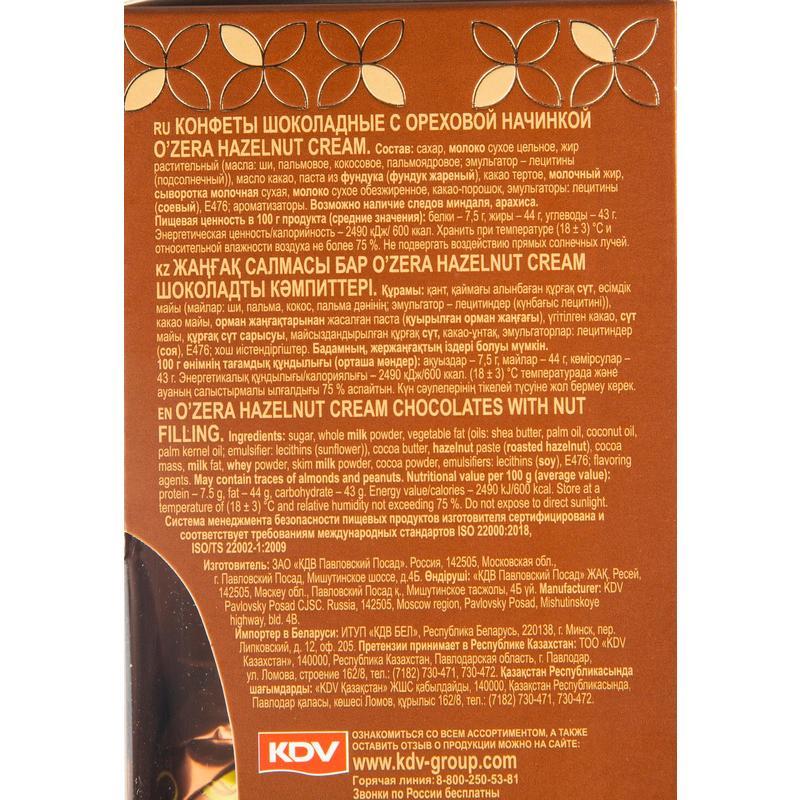 RU КОНФЕТЫ ШОКОЛАДНЫЕ С ОРЕХОВОЙ НАЧИНКОЙ
O'ZERA HAZELNUT CREAM. Состав: сахар, молоко сухое цельное, жир
растительный (масла: ши, пальмовое, кокосовое, пальмоядровое; эмульгатор – лецитины
(подсолнечный)), масло какао, паста из фундука (фундук жареный), какао тертое, молочный жир,
сыворотка молочная сухая, молоко сухое обезжиренное, какао-порошок, эмульгаторы: лецитины
(соевый), Е476; ароматизаторы. Возможно наличие следов миндаля, арахиса.
Пищевая ценность в 100 г продукта (средние значения): белки – 7,5 г, жиры – 44 г, углеводы – 43 г.
Энергетическая ценность/калорийность – 2490 кДж/ 600 ккал. Хранить при температуре (18 ± 3) °С и
относительной влажности воздуха не более 75 %. Не подвергать воздействию прямых солнечных лучей.
KZ ЖАҢҒАҚ САЛМАСЫ БАР O'ZERA HAZELNUT CREAM
ШОКОЛАДТЫ КӘМПИТТЕРІ. Құрамы: қант, қаймағы алынбаған құрғақ сүт, өсімдік
майы (майлар: ши, пальма, кокос, пальма дәнінің; эмульгатор – лецитиндер (күнбағыс лецитині)),
какао майы, орман жаңғақтарынан жасалған паста (қуырылған орман жаңғағы), үгітілген какао, сүт
майы, құрғақ сүт сарысуы, майсыздандырылған құрғақ сүт, какао-ұнтақ, эмульгаторлар: лецитиндер
(соя), Е476; хош иістендіргіштер. Бадамның, жержаңғақтың іздері болуы мүмкін.
100 г өнімнің тағамдық құндылығы (орташа мәндер): ақуыздар – 7,5 г, майлар – 44 г, көмірсулар –
43 г. Энергетикалық құндылығы/калориялығы – 2490 кДж/600 ккал. (18 ± 3) °С температурада және
ауаның салыстырмалы ылғалдығы 75 % аспайтын. Күн сәулелерінің тікелей түсуіне жол бермеу керек.
EN O'ZERA HAZELNUT CREAM CHOCOLATES WITH NUT
FILLING. Ingredients: sugar, whole milk powder, vegetable fat (oils: shea butter, palm oil, coconut oil,
palm kernel oil; emulsifier: lecithins (sunflower)), cocoa butter, hazelnut paste (roasted hazelnut), cocoa
mass, milk fat, whey powder, skim milk powder, cocoa powder, emulsifiers: lecithins (soy), E476; flavoring
agents. May contain traces of almonds and peanuts. Nutritional value per 100 g (average value):
protein – 7.5 g, fat – 44 g, carbohydrate – 43 g. Energy value/calories – 2490 kJ/600 kcal. Store at a
temperature of (18 ± 3) °C and relative humidity not exceeding 75 %. Do not expose to direct sunlight.
Система менеджмента безопасности пищевых продуктов изготовителя сертифицирована и
соответствует требованиям международных стандартов ISO 22000:2018,
ISO/TS 22002-1:2009
Изготовитель: ЗАО «КДВ Павловский Посад». Россия, 142505, Московская обл.,
г. Павловский Посад, Мишутинское шоссе, д.4Б. Өндіруші: «КДВ Павловский Посад» ЖАҚ, Ресей,
142505, Мәскеу обл., Павловский Посад қ., Мишутинское тасжолы, 4Б үй. Manufacturer: KDV
Pavlovsky Posad CJSC. Russia, 142505, Moscow region, Pavlovsky Posad, Mishutinskoye
highway, bld. 4B.
Импортер в Беларуси: ИТУП «КДВ БЕЛ», Республика Беларусь, 220138, г. Минск, пер.
Липковский, д. 12, оф. 205. Претензии принимает в Республике Казахстан: ТОО «KDV
Казахстан», 140000, Республика Казахстан, Павлодарская область, г. Павлодар,
ул. Ломова, строение 162/8, тел.: (7182) 730-471, 730-472. Қазақстан Республикасында
шағымдарды: «KDV Қазақстан» ЖШС қабылдайды, 140000, Қазақстан Республикасы,
Павлодар қаласы, көшесі Ломов, құрылыс 162/8, тел.: (7182) 730-471, 730-472.
KDV
ОЗНАКОМИТЬСЯ СО ВСЕМ АССОРТИМЕНТОМ, А ТАКЖЕ
ОСТАВИТЬ ОТЗЫВ О ПРОДУКЦИИ МОЖНО НА САЙТЕ:
www.kdv-group.com
Горячая линия: 8-800-250-53-81
Звонки по России бесплатны